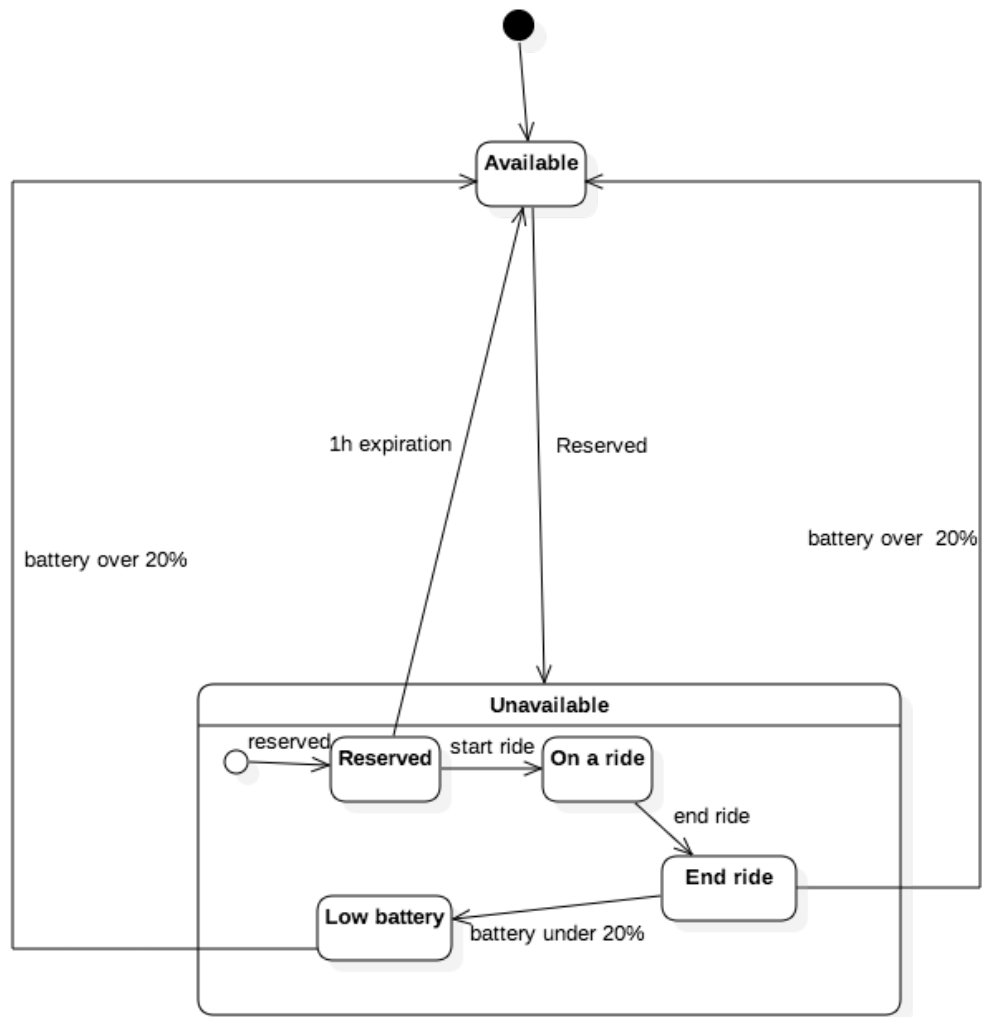 Available
1h expiration
Reserved
battery over 20%
battery over  20%
Unavailable
reserved
Reserved
start ride
On a ride
end ride
End ride
Low battery
battery under 20%